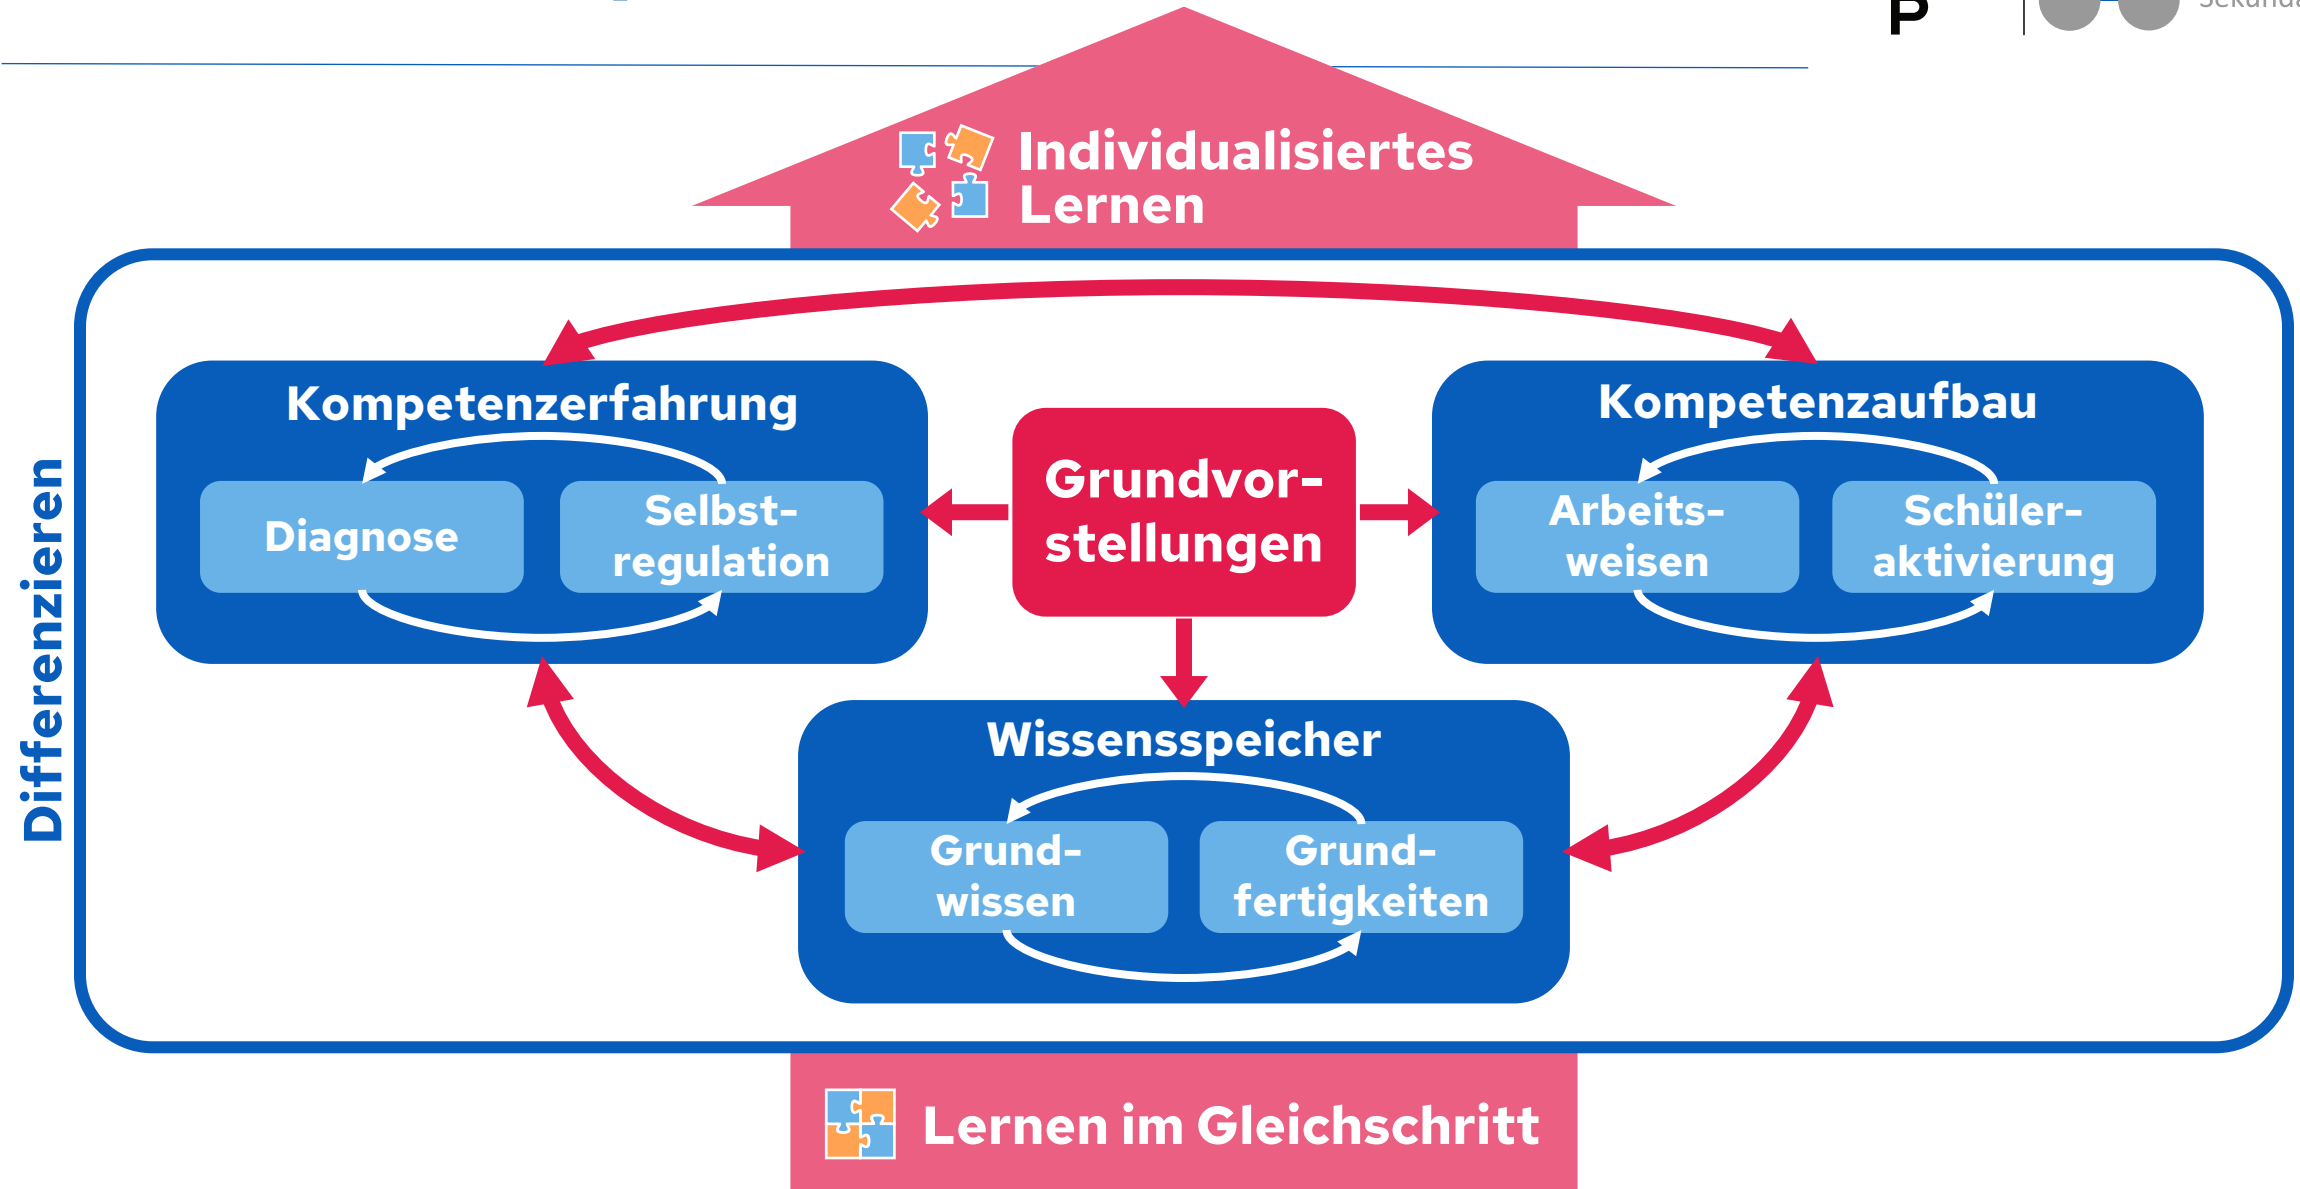 Individualisiertes
Lernen
Differenzieren
Kompetenzerfahrung
Diagnose
Selbst-
regulation
Grundvor-
stellungen
Kompetenzaufbau
Arbeits-
weisen
Schüler-
aktivierung
Wissensspeicher
Grund-
wissen
Grund-
fertigkeiten
Lernen im Gleichschritt